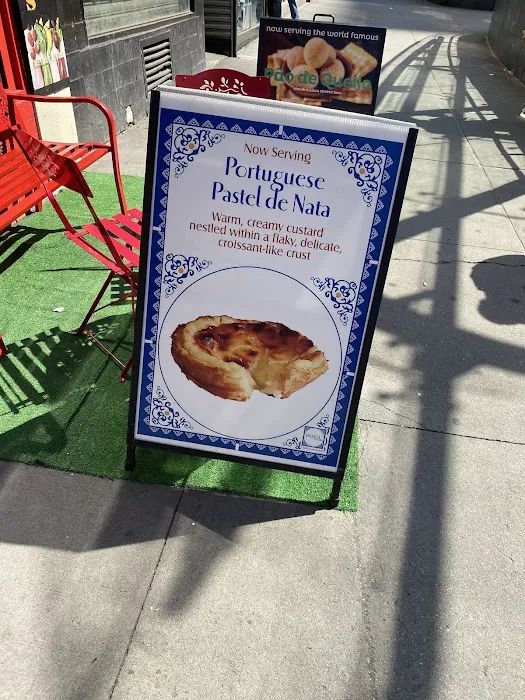 now serving the world famous
Pão de Queijo
S
Now Serving
Portuguese
Pastel de Nata
Warm, creamy custard
nestled within a flaky, delicate,
croissant-like crust